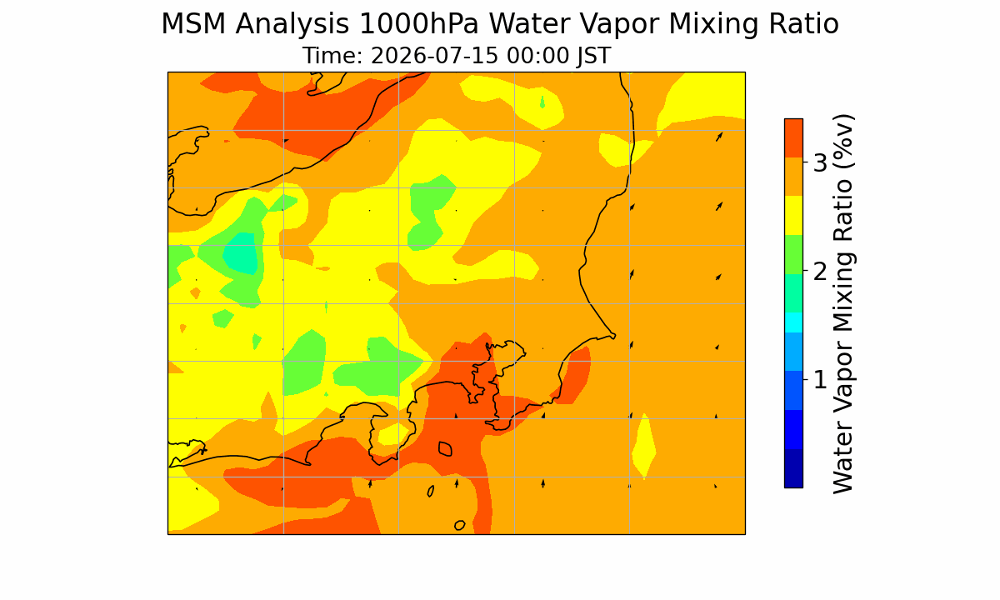 MSM Analysis 1000hPa Water Vapor Mixing Ratio
Time: 2026-07-15 00:00 JST
3
2
1
Water Vapor Mixing Ratio (%v)